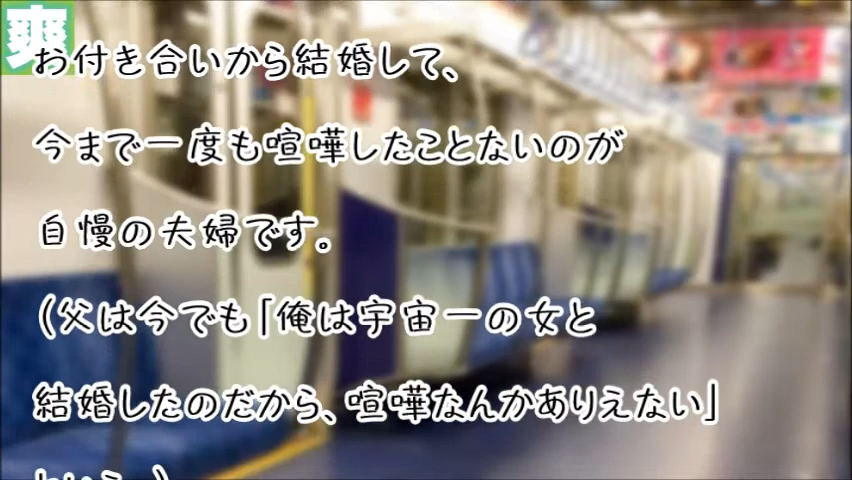 爽
お付き合いから結婚して、
今まで一度も喧嘩したことないのが
自慢の夫婦です。
(父は今でも「俺は宇宙一の女と
結婚したのだから、喧嘩なんかありえない」